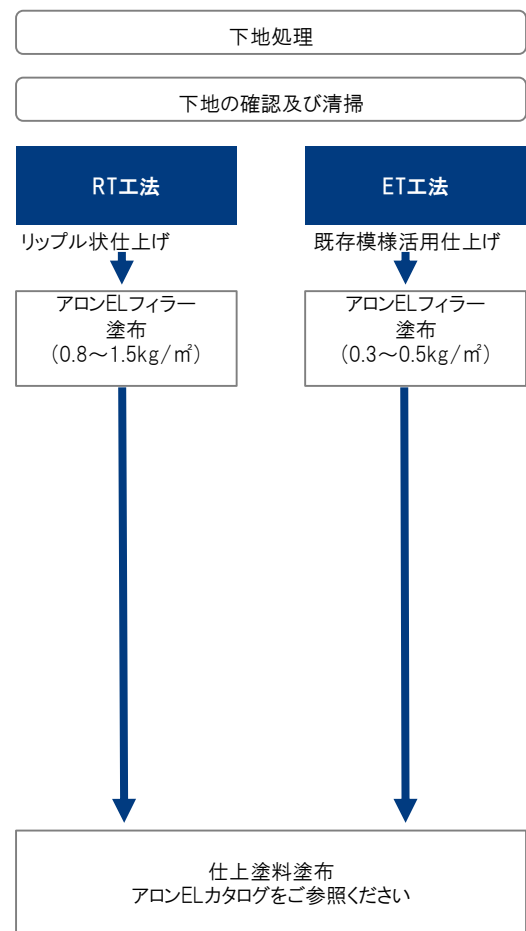 下地処理
下地の確認及び清掃
RT工法
リップル状仕上げ
アロンELフィラー
塗布
(0.8～1.5kg/㎡)
ET工法
既存模様活用仕上げ
アロンELフィラー
塗布
(0.3～0.5kg/㎡)
仕上塗料塗布
アロンELカタログをご参照ください